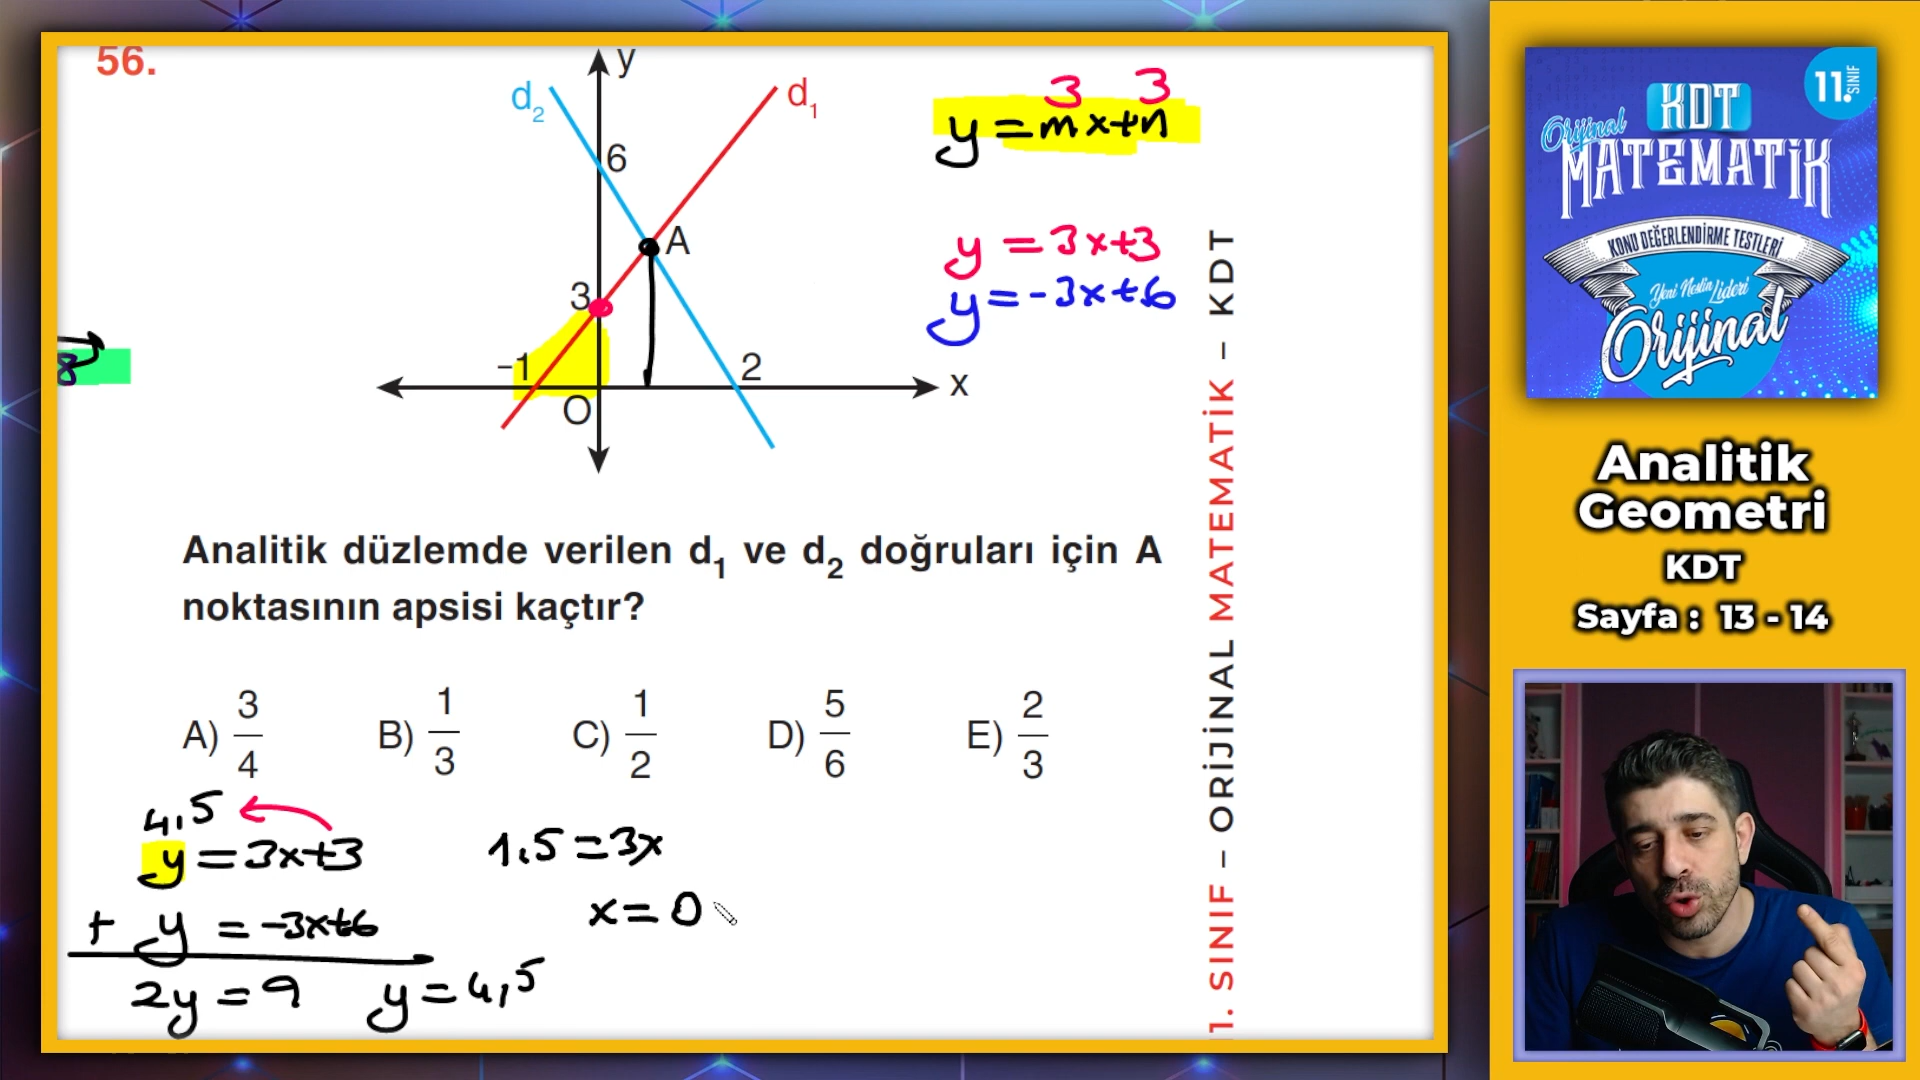 56.
y
d2
d1
6
A
3
-1
2
x
O
3 3
y = mx+n
y = 3x+3
y = -3x+6
8
Analitik düzlemde verilen d1 ve d2 doğruları için A
noktasının apsisi kaçtır?
A) 3/4 B) 1/3 C) 1/2 D) 5/6 E) 2/3
4,5
y = 3x+3
+ y = -3x+6
2y = 9 y = 4,5
1.5 = 3x
x = 0
1. SINIF – ORİJİNAL MATEMATİK – KDT
11. SINIF
Orijinal KDT
MATEMATİK
KONU DEĞERLENDİRME TESTLERİ
Yeni Neslin Lideri
Orijinal
Analitik
Geometri
KDT
Sayfa : 13 - 14